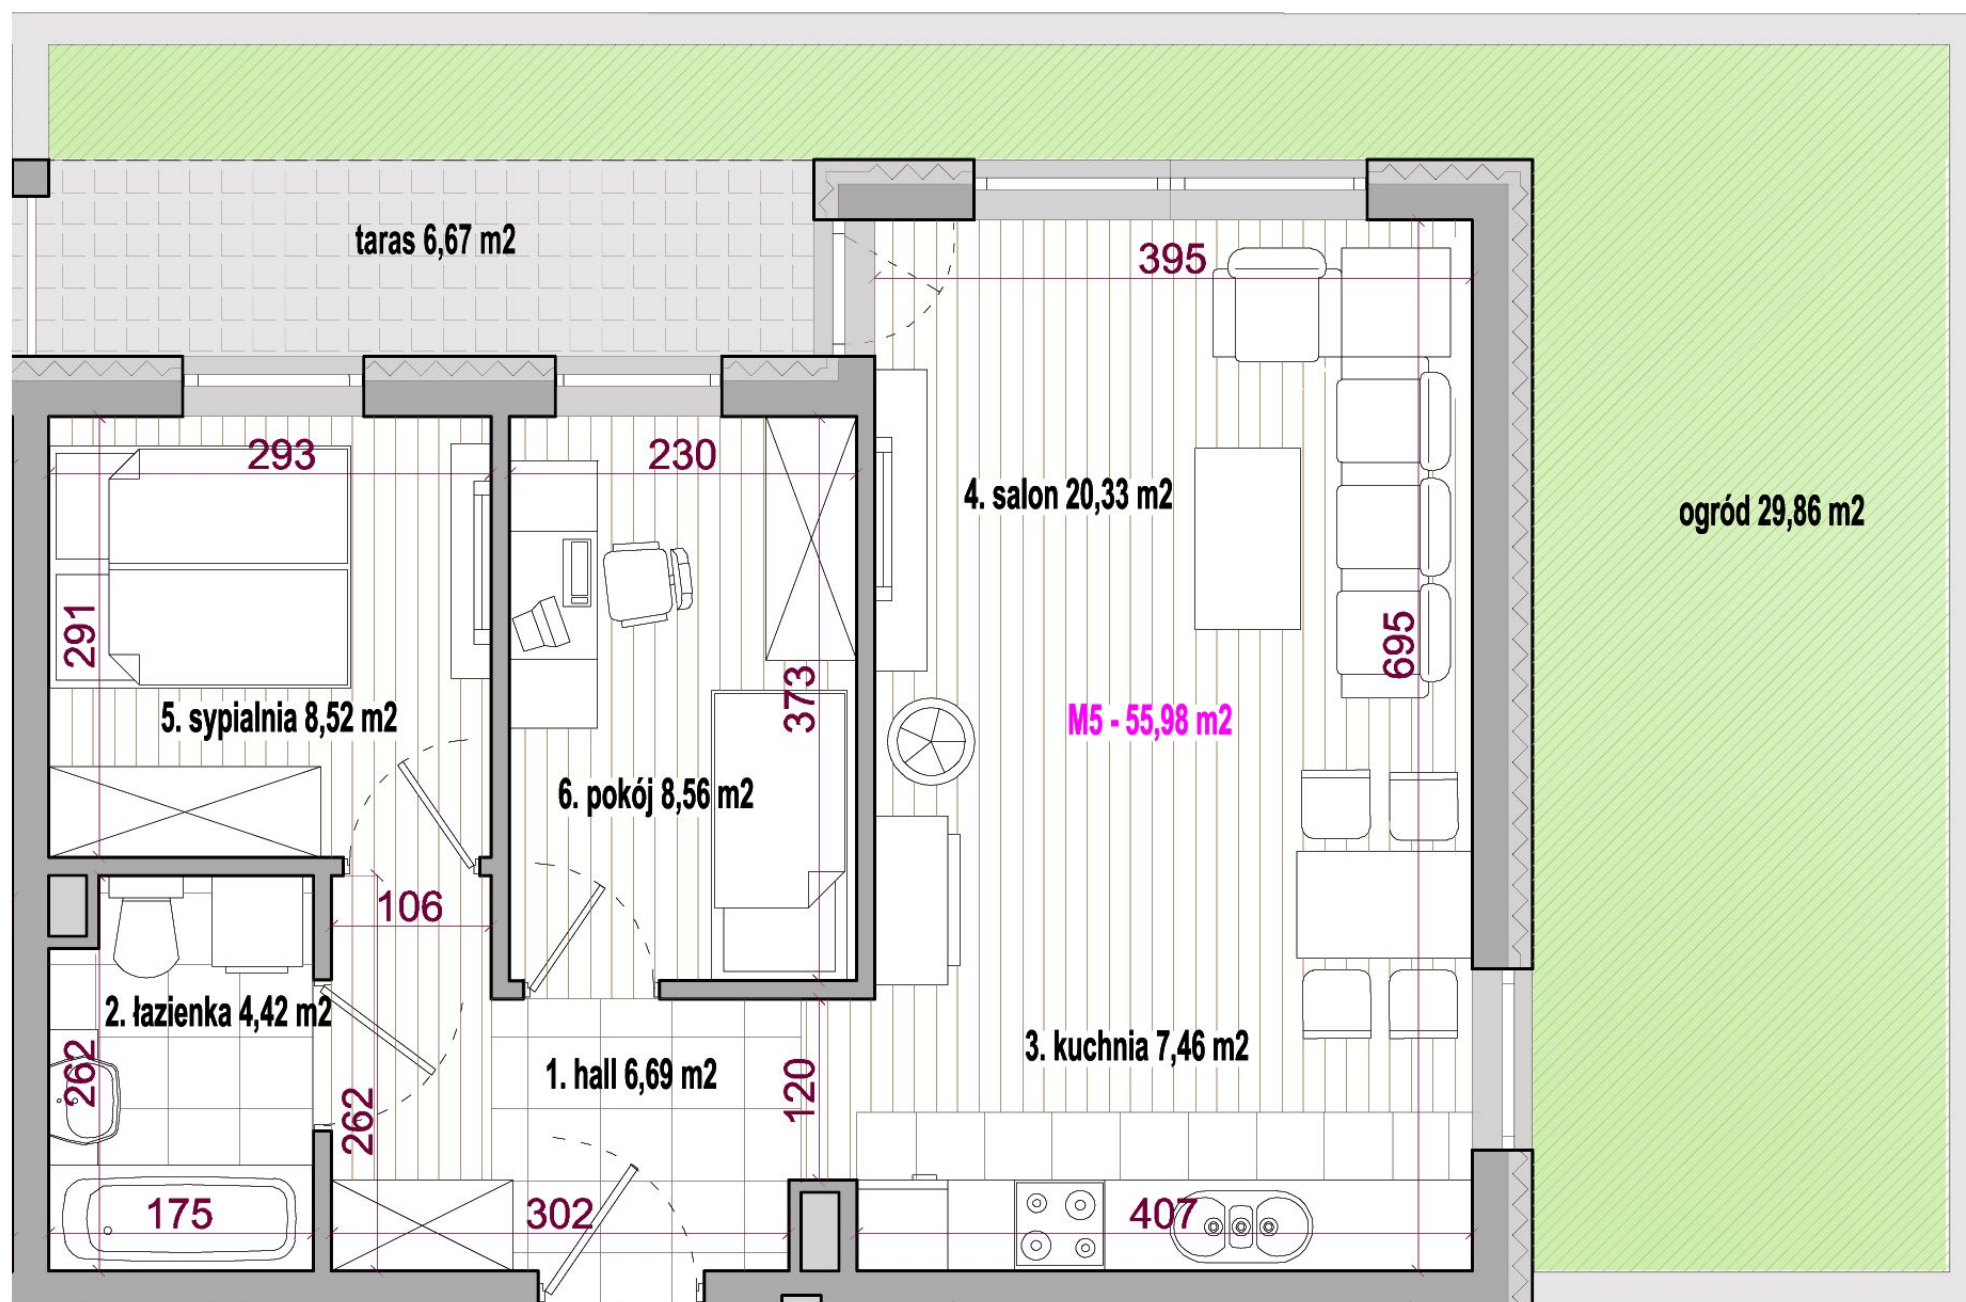 taras 6,67 m2
395
293
230
4. salon 20,33 m2
ogród 29,86 m2
291
695
373
5. sypialnia 8,52 m2
M5 - 55,98 m2
6. pokój 8,56 m2
106
2. łazienka 4,42 m2
3. kuchnia 7,46 m2
262
1. hall 6,69 m2
120
262
175
302
407